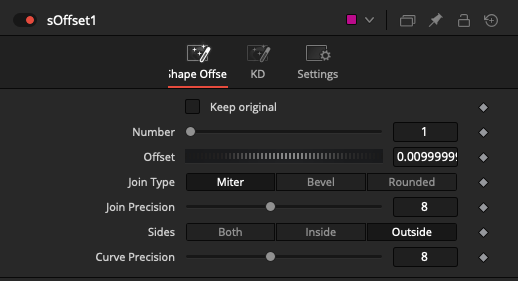 sOffset1
Shape Offse KD Settings
Keep original
Number 1
Offset 0.0099999
Join Type Miter Bevel Rounded
Join Precision 8
Sides Both Inside Outside
Curve Precision 8